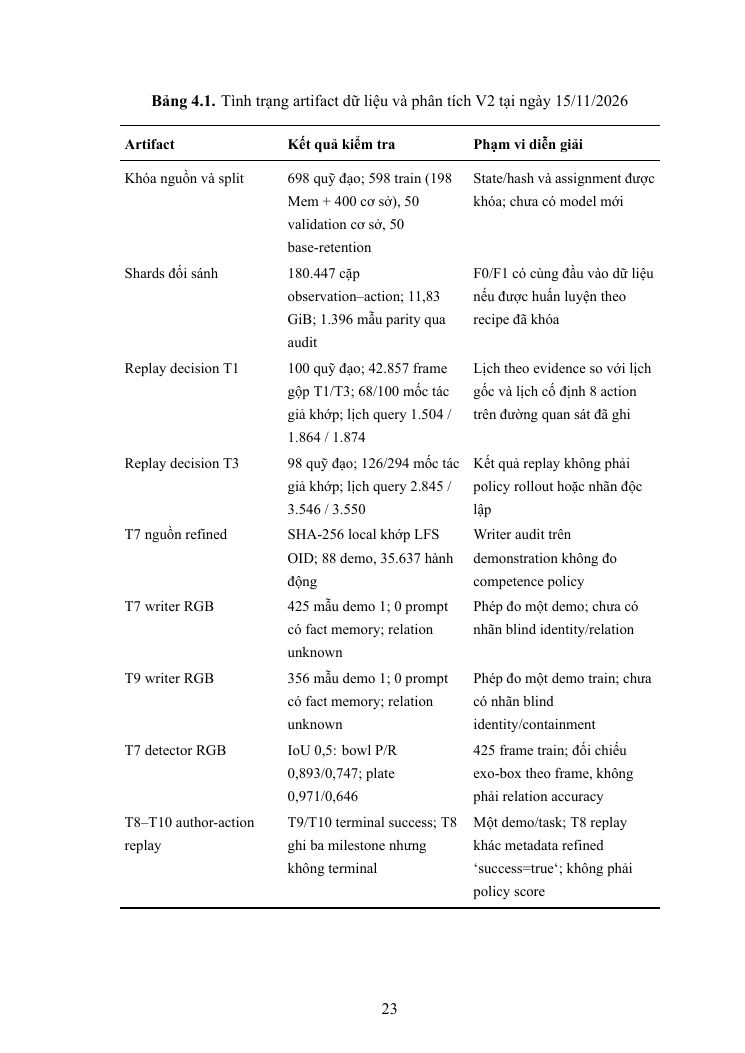 Bảng 4.1. Tình trạng artifact dữ liệu và phân tích V2 tại ngày 15/11/2026
Artifact
Kết quả kiểm tra
Phạm vi diễn giải
Khóa nguồn và split
698 quỹ đạo; 598 train (198
Mem + 400 cơ sở), 50
validation cơ sở, 50
base-retention
State/hash và assignment được
khóa; chưa có model mới
Shards đối sánh
180.447 cặp
observation–action; 11,83
GiB; 1.396 mẫu parity qua
audit
F0/F1 có cùng đầu vào dữ liệu
nếu được huấn luyện theo
recipe đã khóa
Replay decision T1
100 quỹ đạo; 42.857 frame
gộp T1/T3; 68/100 mốc tác
giả khớp; lịch query 1.504 /
1.864 / 1.874
Lịch theo evidence so với lịch
gốc và lịch cố định 8 action
trên đường quan sát đã ghi
Replay decision T3
98 quỹ đạo; 126/294 mốc tác
giả khớp; lịch query 2.845 /
3.546 / 3.550
Kết quả replay không phải
policy rollout hoặc nhãn độc
lập
T7 nguồn refined
SHA-256 local khớp LFS
OID; 88 demo, 35.637 hành
động
Writer audit trên
demonstration không đo
competence policy
T7 writer RGB
425 mẫu demo 1; 0 prompt
có fact memory; relation
unknown
Phép đo một demo; chưa có
nhãn blind identity/relation
T9 writer RGB
356 mẫu demo 1; 0 prompt
có fact memory; relation
unknown
Phép đo một demo train; chưa
có nhãn blind
identity/containment
T7 detector RGB
IoU 0,5: bowl P/R
0,893/0,747; plate
0,971/0,646
425 frame train; đối chiếu
exo-box theo frame, không
phải relation accuracy
T8–T10 author-action
replay
T9/T10 terminal success; T8
ghi ba milestone nhưng
không terminal
Một demo/task; T8 replay
khác metadata refined
‘success=true‘; không phải
policy score
23